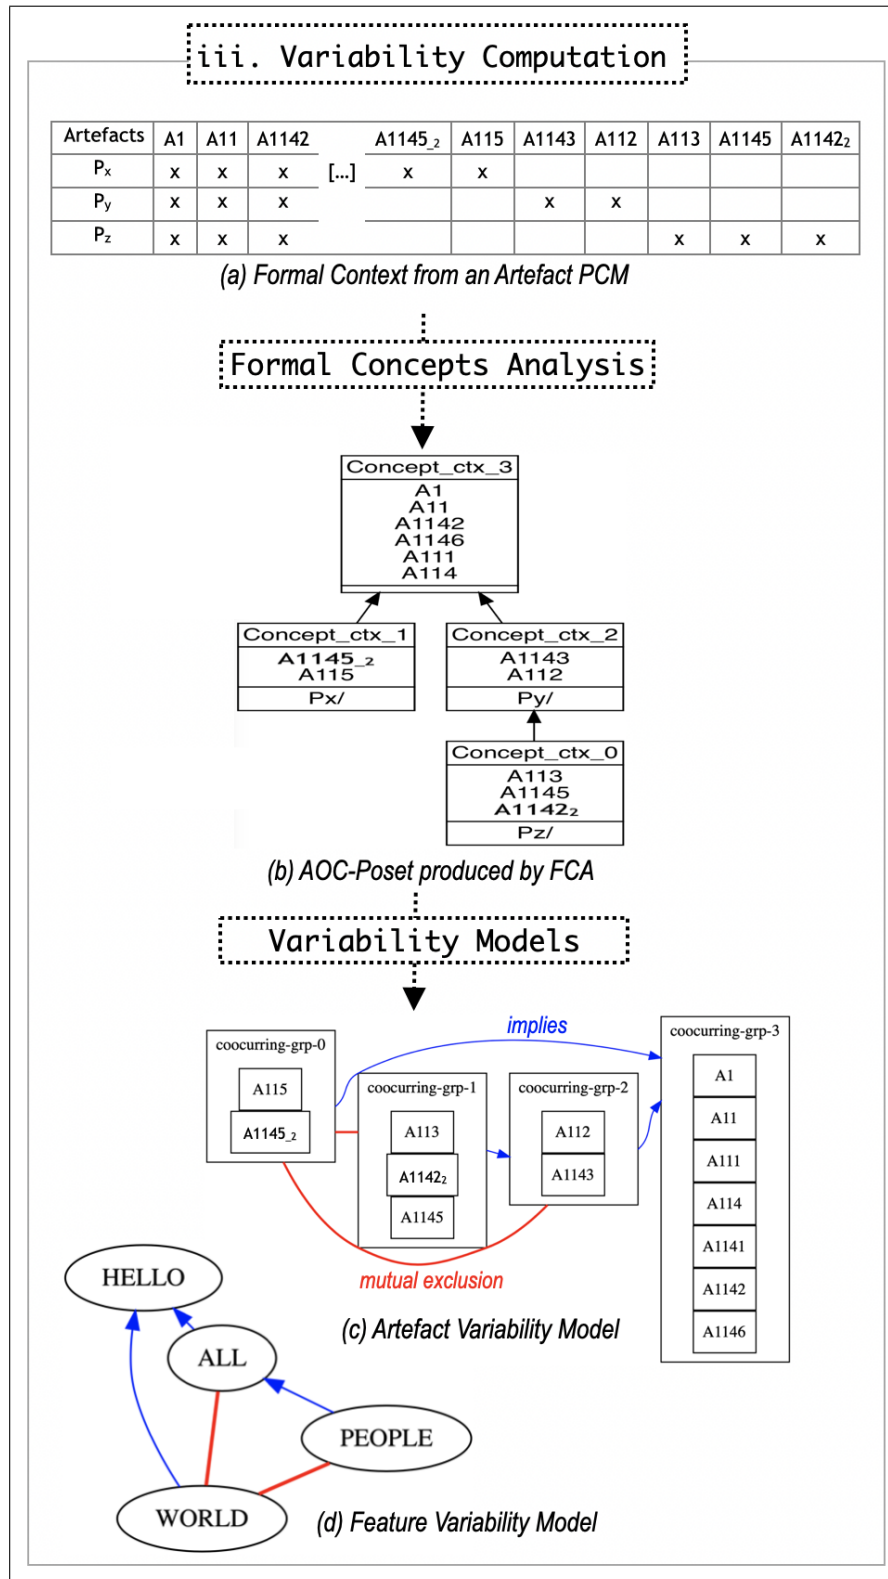 iii. Variability Computation
Artefacts A1 A11 A1142 A1145_2 A115 A1143 A112 A113 A1145 A1142₂
Pₓ x x x [...] x x
Pᵧ x x x x x
P_z x x x x x x
(a) Formal Context from an Artefact PCM
Formal Concepts Analysis
Concept_ctx_3
A1
A11
A1142
A1146
A111
A114
Concept_ctx_1
A1145_2
A115
Px/
Concept_ctx_2
A1143
A112
Py/
Concept_ctx_0
A113
A1145
A1142₂
Pz/
(b) AOC-Poset produced by FCA
Variability Models
implies
coocurring-grp-0
A115
A1145_2
coocurring-grp-1
A113
A1142₂
A1145
coocurring-grp-2
A112
A1143
coocurring-grp-3
A1
A11
A111
A114
A1141
A1142
A1146
mutual exclusion
(c) Artefact Variability Model
HELLO
ALL
PEOPLE
WORLD
(d) Feature Variability Model